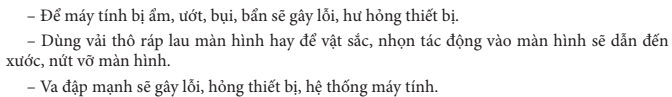 – Để máy tính bị ẩm, ướt, bụi, bẩn sẽ gây lỗi, hư hỏng thiết bị.
– Dùng vải thô ráp lau màn hình hay để vật sắc, nhọn tác động vào màn hình sẽ dẫn đến
xước, nứt vỡ màn hình.
– Va đập mạnh sẽ gây lỗi, hỏng thiết bị, hệ thống máy tính.